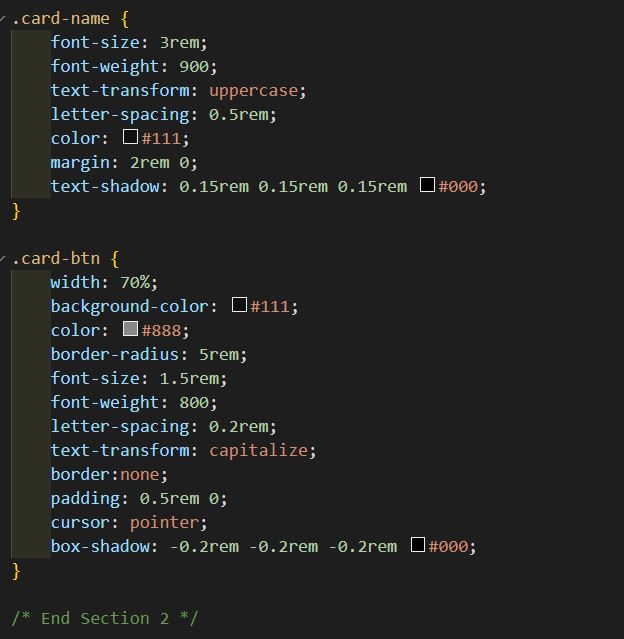 .card-name {
    font-size: 3rem;
    font-weight: 900;
    text-transform: uppercase;
    letter-spacing: 0.5rem;
    color: #111;
    margin: 2rem 0;
    text-shadow: 0.15rem 0.15rem 0.15rem #000;
}

.card-btn {
    width: 70%;
    background-color: #111;
    color: #888;
    border-radius: 5rem;
    font-size: 1.5rem;
    font-weight: 800;
    letter-spacing: 0.2rem;
    text-transform: capitalize;
    border:none;
    padding: 0.5rem 0;
    cursor: pointer;
    box-shadow: -0.2rem -0.2rem -0.2rem #000;
}

/* End Section 2 */